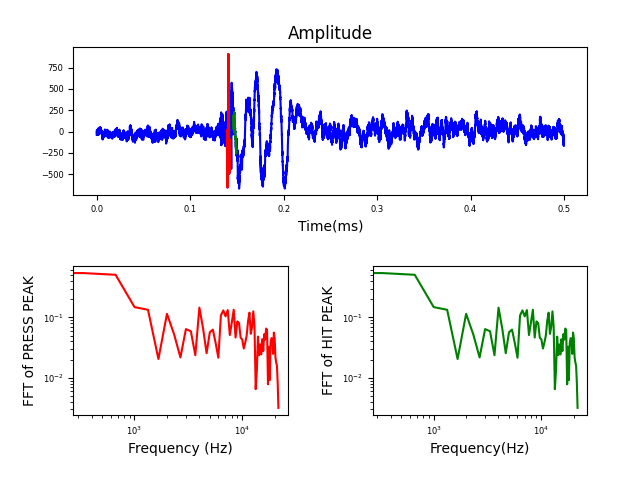 Amplitude
750
500
250
0
−250
−500
0.0 0.1 0.2 0.3 0.4 0.5
Time(ms)
FFT of PRESS PEAK
10⁻¹
10⁻²
10³ 10⁴
Frequency (Hz)
FFT of HIT PEAK
10⁻¹
10⁻²
10³ 10⁴
Frequency(Hz)